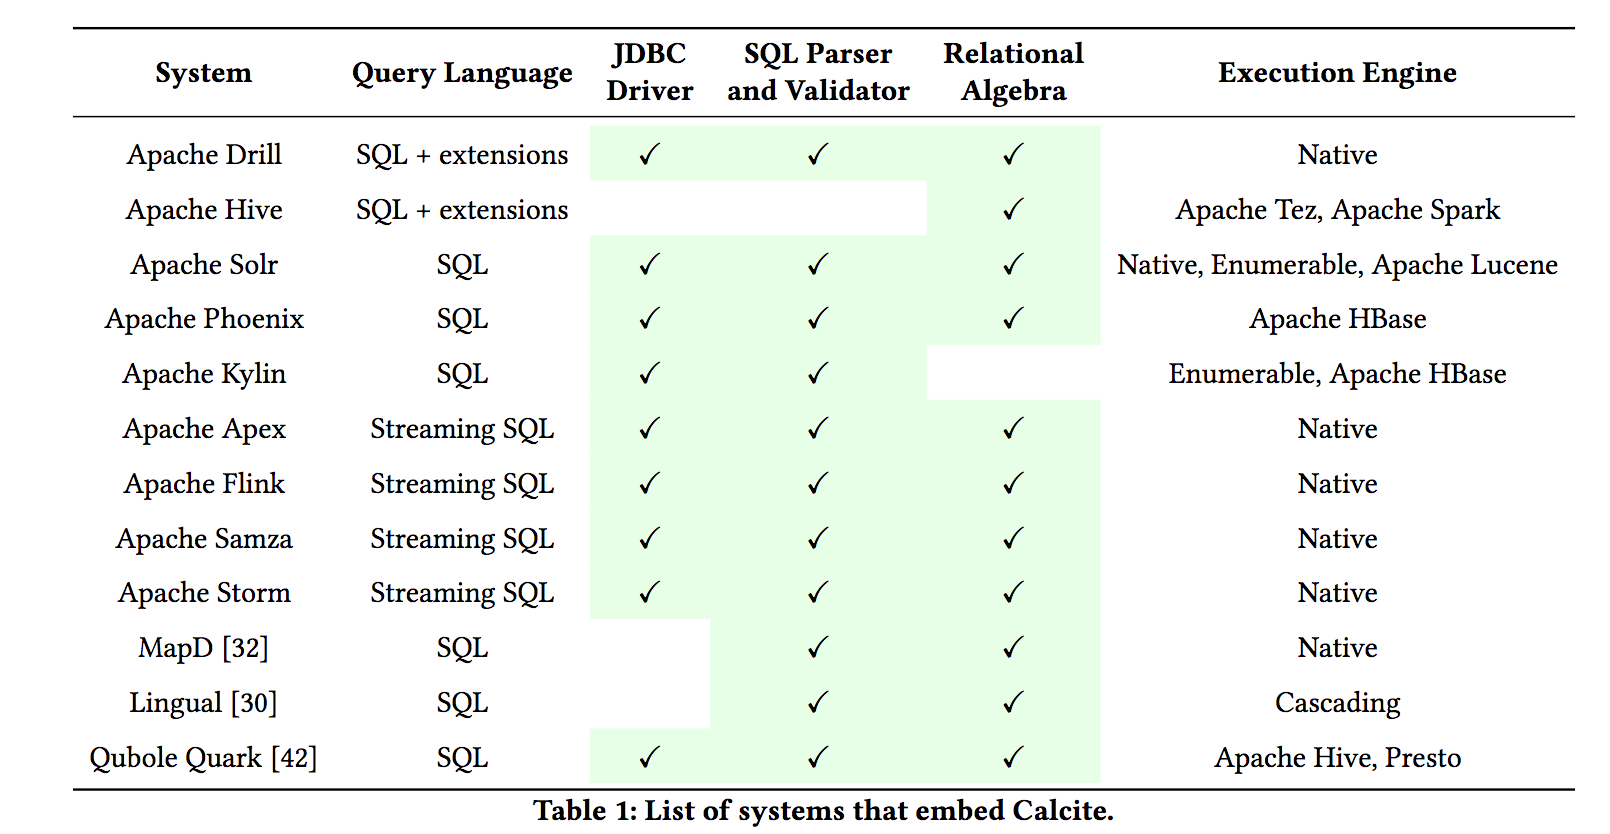 System Query Language JDBC Driver SQL Parser and Validator Relational Algebra Execution Engine
Apache Drill SQL + extensions ✓ ✓ ✓ Native
Apache Hive SQL + extensions ✓ Apache Tez, Apache Spark
Apache Solr SQL ✓ ✓ ✓ Native, Enumerable, Apache Lucene
Apache Phoenix SQL ✓ ✓ ✓ Apache HBase
Apache Kylin SQL ✓ ✓ Enumerable, Apache HBase
Apache Apex Streaming SQL ✓ ✓ ✓ Native
Apache Flink Streaming SQL ✓ ✓ ✓ Native
Apache Samza Streaming SQL ✓ ✓ ✓ Native
Apache Storm Streaming SQL ✓ ✓ ✓ Native
MapD [32] SQL ✓ ✓ Native
Lingual [30] SQL ✓ ✓ Cascading
Qubole Quark [42] SQL ✓ ✓ ✓ Apache Hive, Presto
Table 1: List of systems that embed Calcite.